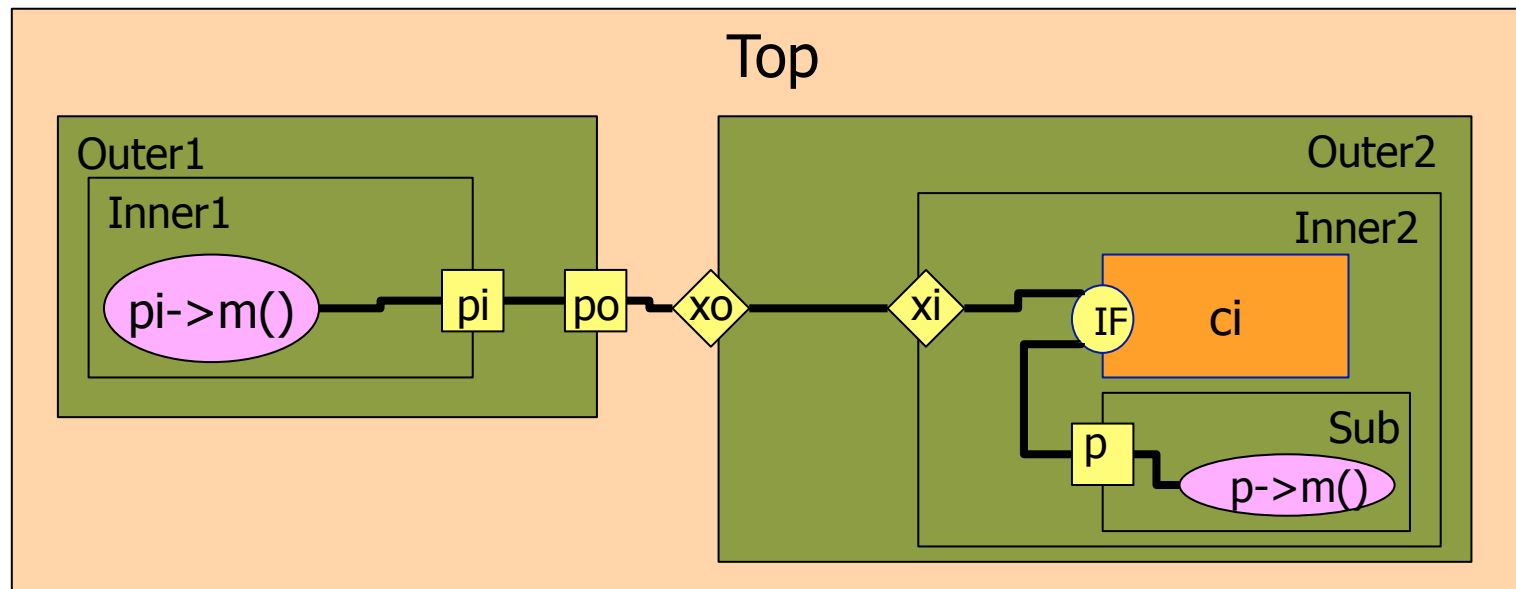 Top
Outer1
Outer2
Inner1
Inner2
pi->m()
pi
po
xo
xi
IF
ci
Sub
p
p->m()